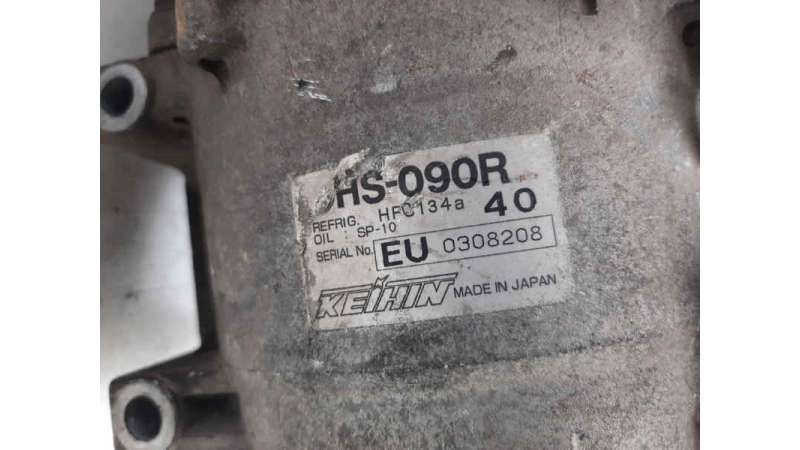 HS-090R
REFRIG. HFC134a 40
OIL : SP-10
SERIAL No. EU 0308208
KEIHIN MADE IN JAPAN